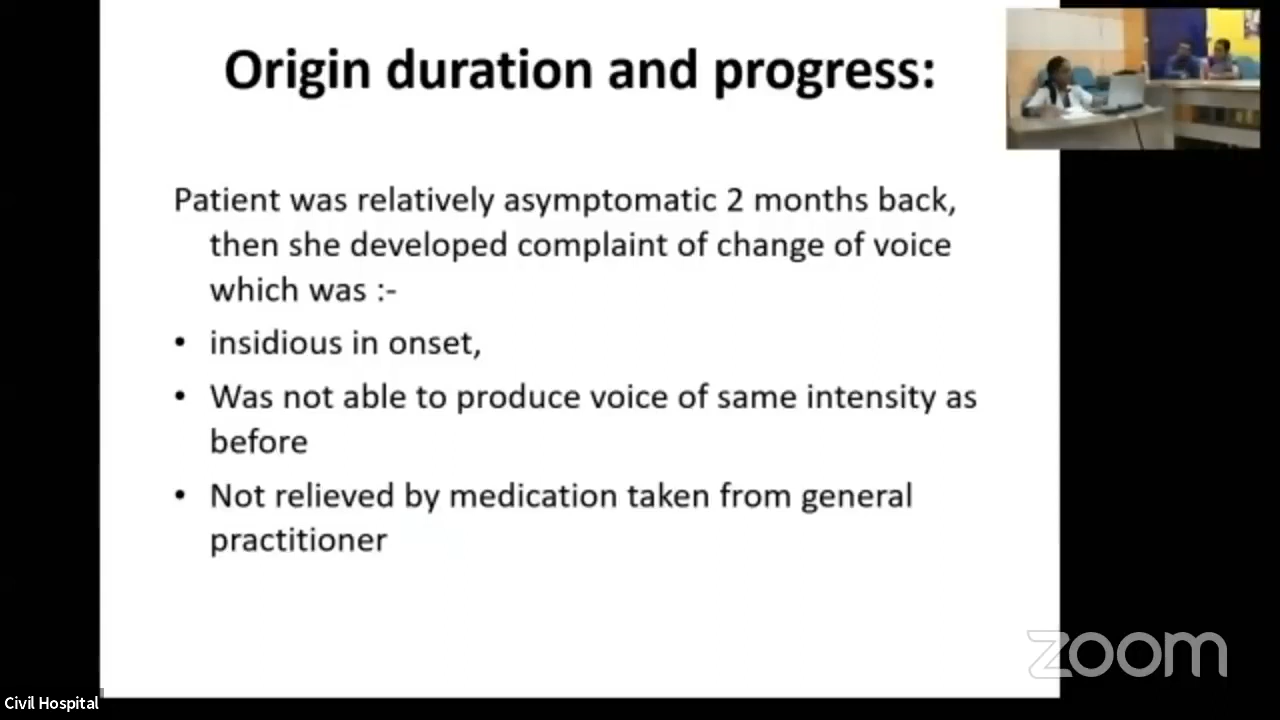 Origin duration and progress:
Patient was relatively asymptomatic 2 months back,
then she developed complaint of change of voice
which was :-
• insidious in onset,
• Was not able to produce voice of same intensity as
before
• Not relieved by medication taken from general
practitioner
zoom
Civil Hospital